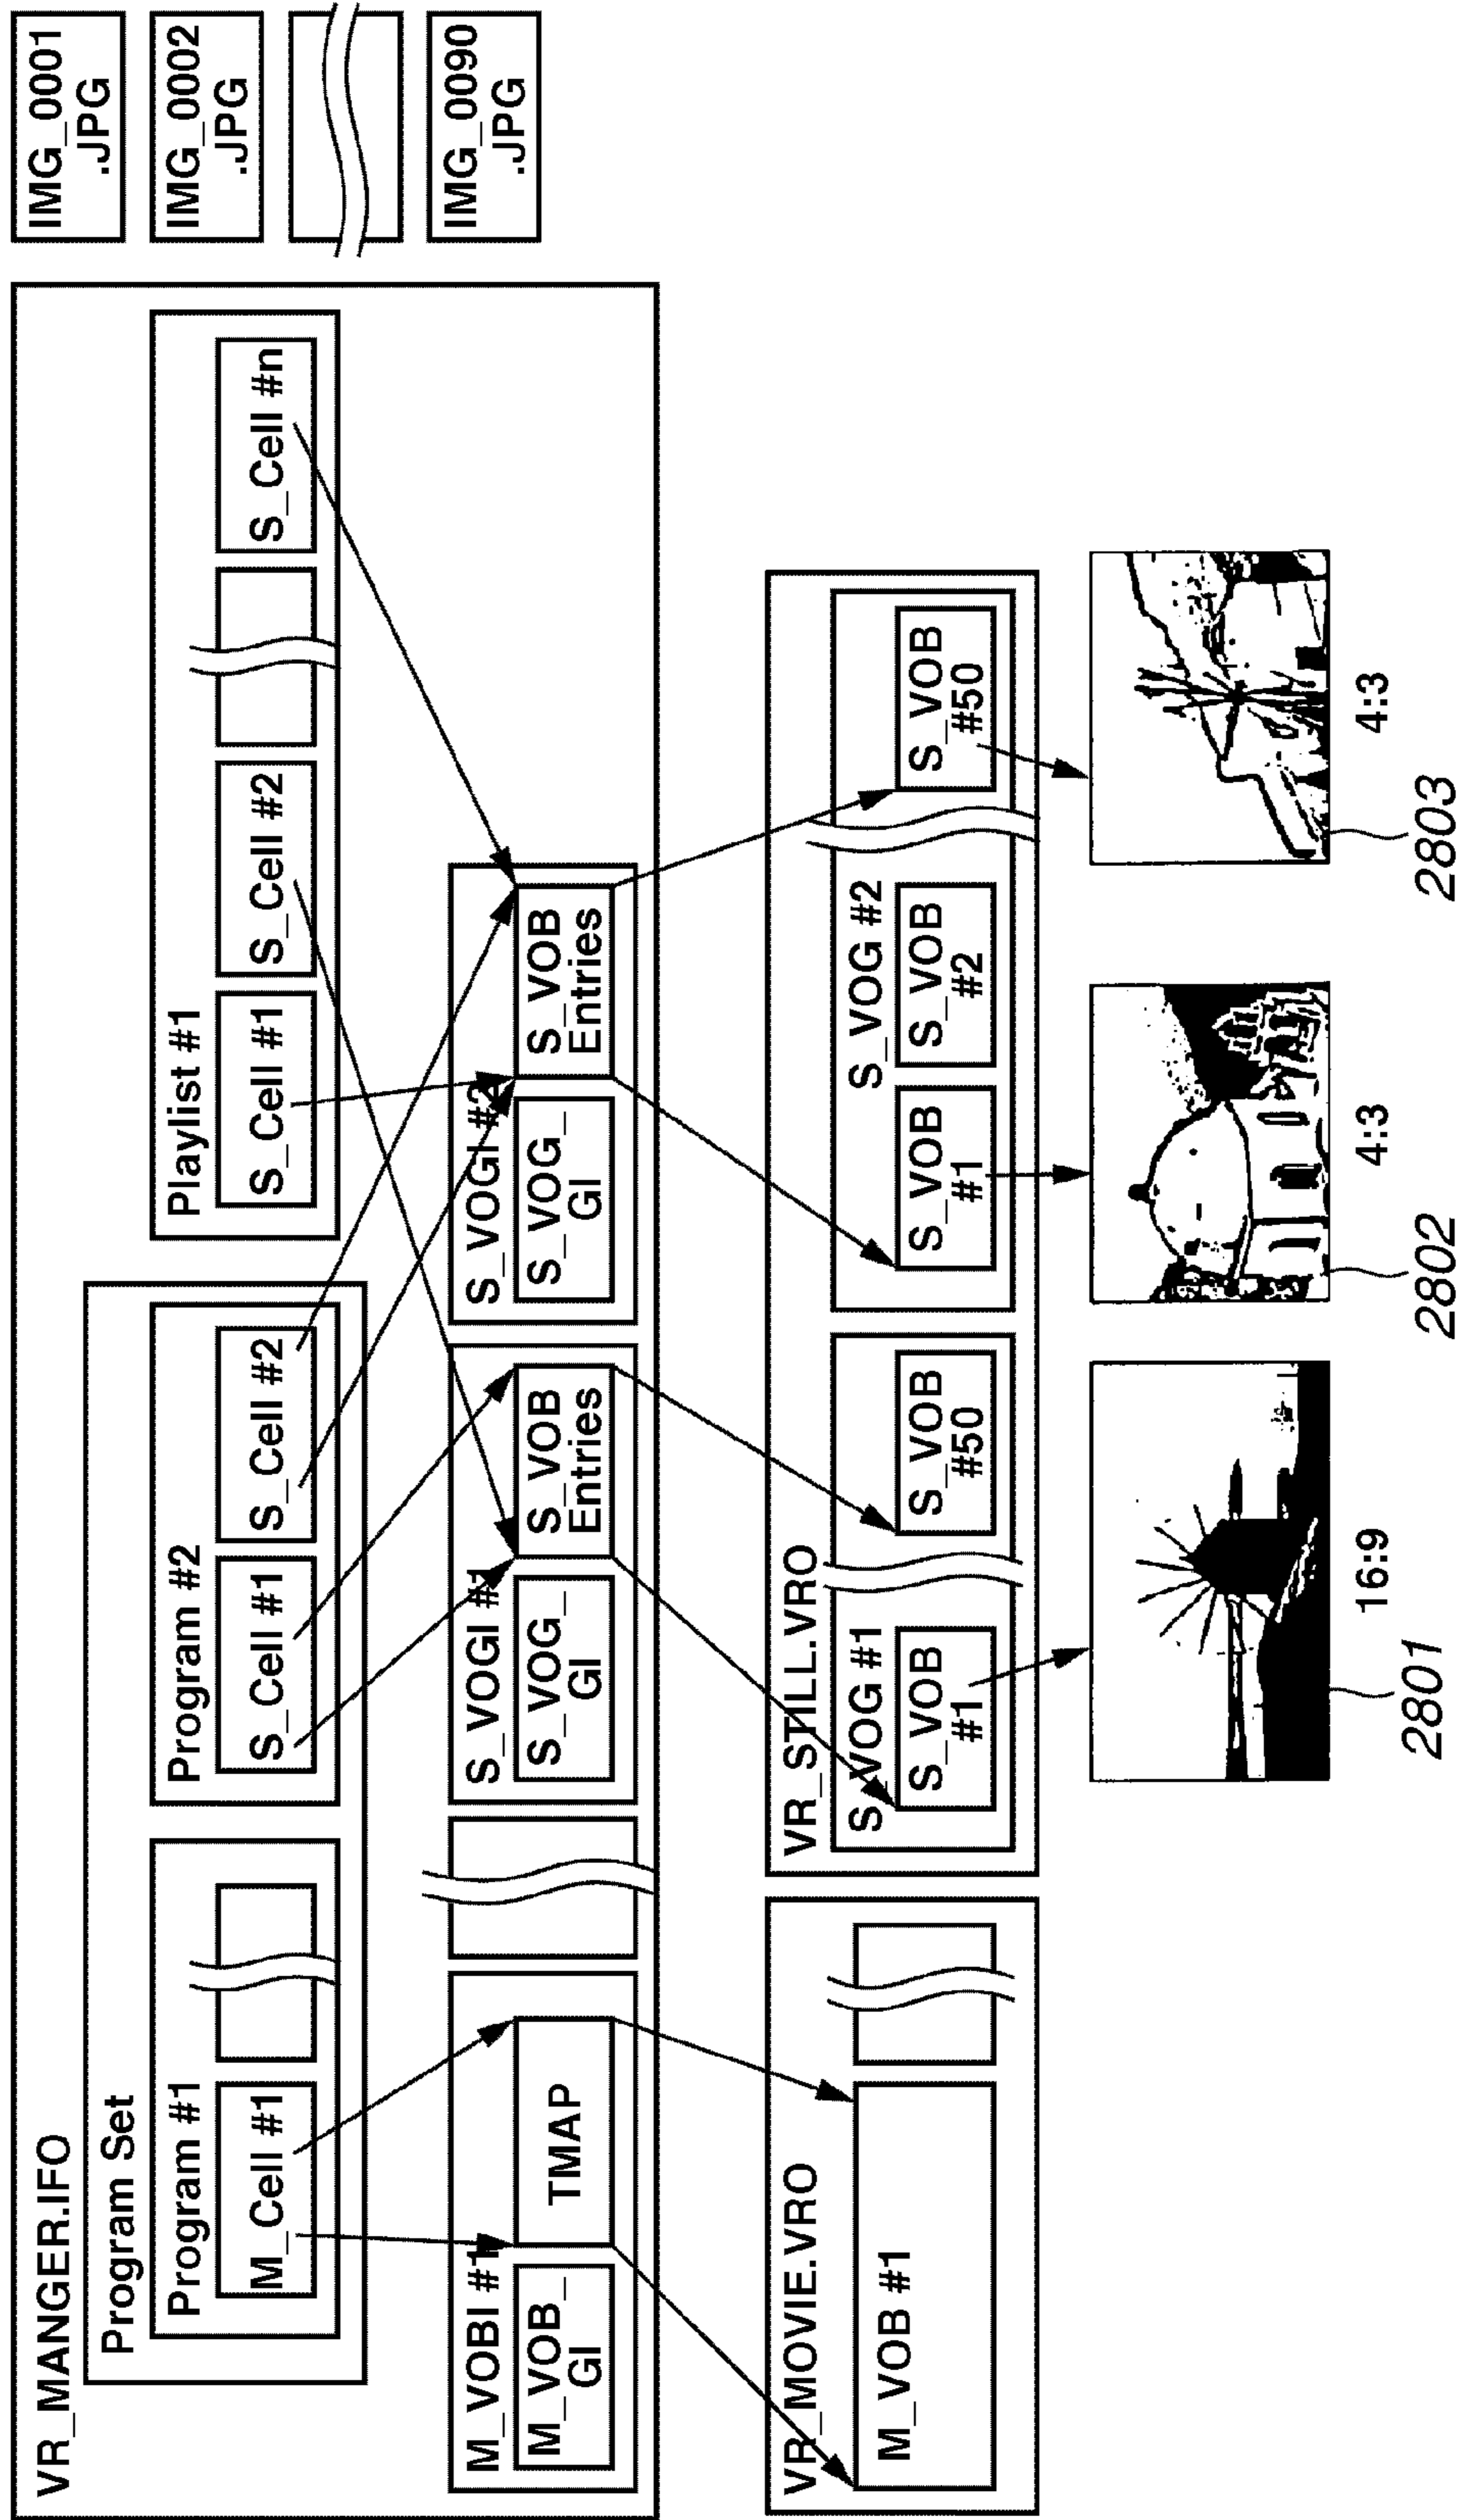 VR_MANGER.IFO
Program Set
Program #1
M_Cell #1
Program #2
S_Cell #1
S_Cell #2
Playlist #1
S_Cell #1
S_Cell #2
S_Cell #n
M_VOBI #1
M_VOB_
GI
TMAP
S_VOGI #1
S_VOG_
GI
S_VOB
Entries
S_VOGI #2
S_VOG_
GI
S_VOB
Entries
IMG_0001
.JPG
IMG_0002
.JPG
IMG_0090
.JPG
VR_MOVIE.VRO
M_VOB #1
VR_STILL.VRO
S_VOG #1
S_VOB
#1
S_VOB
#50
S_VOG #2
S_VOB
#1
S_VOB
#2
S_VOB
#50
16:9
2801
4:3
2802
4:3
2803